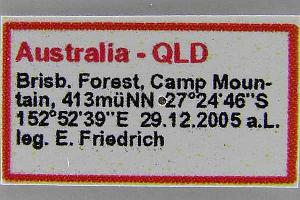 Australia - QLD
Brisb. Forest, Camp Moun-
tain, 413müNN 27°24'46"S
152°52'39"E 29.12.2005 a.L.
leg. E. Friedrich